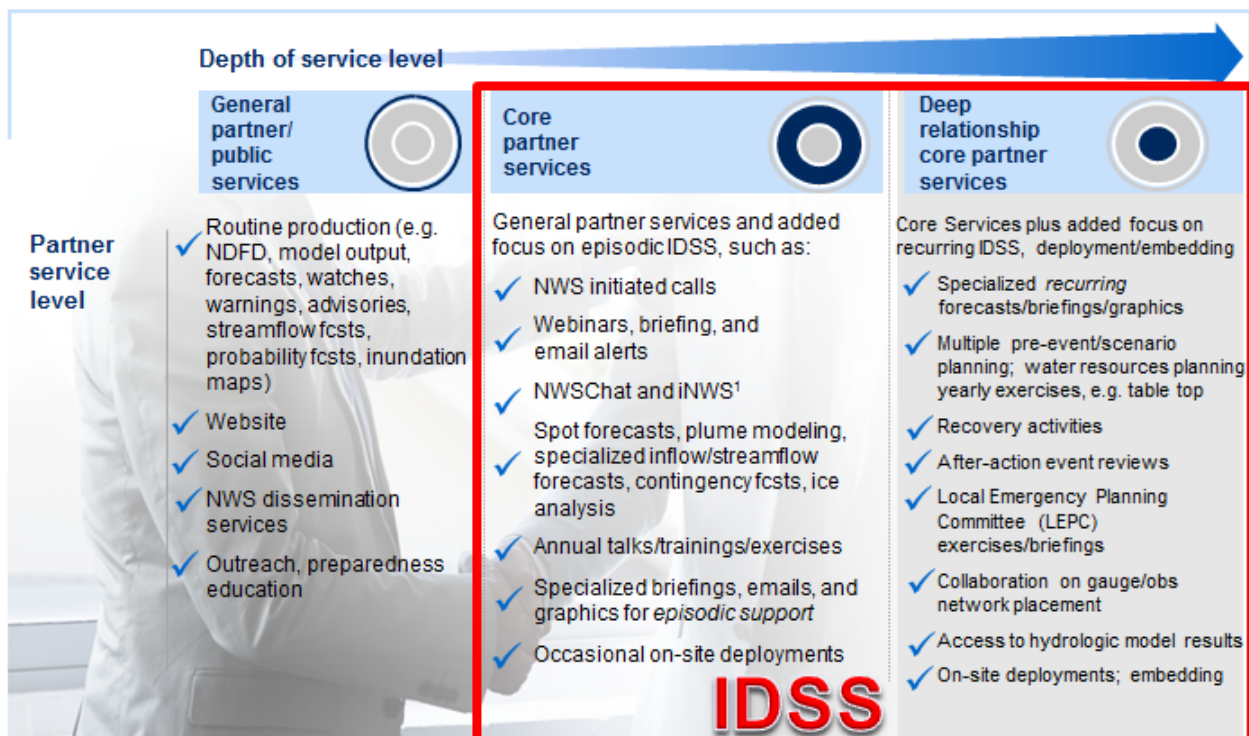 Depth of service level
General
partner/
public
services
Core
partner
services
Deep
relationship
core partner
services
Partner
service
level
Routine production (e.g.
NDFD, model output,
forecasts, watches,
warnings, advisories,
streamflow fcsts,
probability fcsts, inundation
maps)
Website
Social media
NWS dissemination
services
Outreach, preparedness
education
General partner services and added
focus on episodic IDSS, such as:
NWS initiated calls
Webinars, briefing, and
email alerts
NWSChat and iNWS¹
Spot forecasts, plume modeling,
specialized inflow/streamflow
forecasts, contingency fcsts, ice
analysis
Annual talks/trainings/exercises
Specialized briefings, emails, and
graphics for episodic support
Occasional on-site deployments
IDSS
Core Services plus added focus on
recurring IDSS, deployment/embedding
Specialized recurring
forecasts/briefings/graphics
Multiple pre-event/scenario
planning; water resources planning
yearly exercises, e.g. table top
Recovery activities
After-action event reviews
Local Emergency Planning
Committee (LEPC)
exercises/briefings
Collaboration on gauge/obs
network placement
Access to hydrologic model results
On-site deployments; embedding